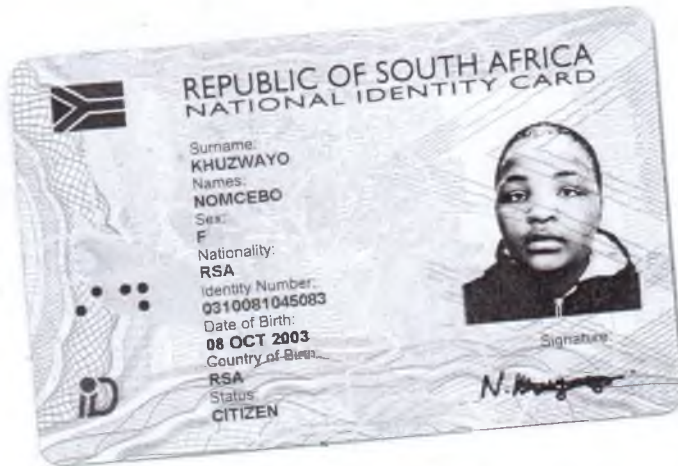 REPUBLIC OF SOUTH AFRICA
NATIONAL IDENTITY CARD
Surname:
KHUZWAYO
Names:
NOMCEBO
Sex:
F
Nationality:
RSA
Identity Number:
0310081045083
Date of Birth:
08 OCT 2003
Country of Birth:
RSA
Status
CITIZEN
Signature
N.
iD